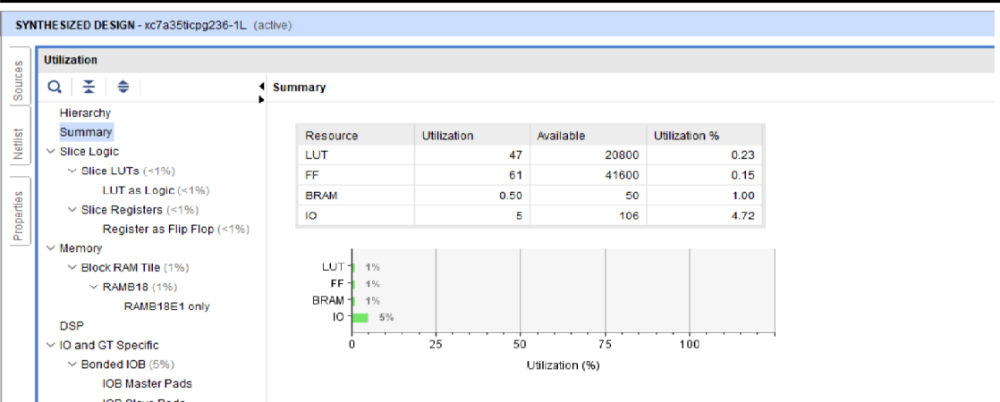 SYNTHESIZED DESIGN - xc7a35ticpg236-1L (active)
Sources
Netlist
Properties
Utilization
Hierarchy
Summary
Slice Logic
Slice LUTs (<1%)
LUT as Logic (<1%)
Slice Registers (<1%)
Register as Flip Flop (<1%)
Memory
Block RAM Tile (1%)
RAMB18 (1%)
RAMB18E1 only
DSP
IO and GT Specific
Bonded IOB (5%)
IOB Master Pads
IOB Slave Pads
Summary
Resource Utilization Available Utilization %
LUT 47 20800 0.23
FF 61 41600 0.15
BRAM 0.50 50 1.00
IO 5 106 4.72
LUT 1%
FF 1%
BRAM 1%
IO 5%
0 25 50 75 100
Utilization (%)